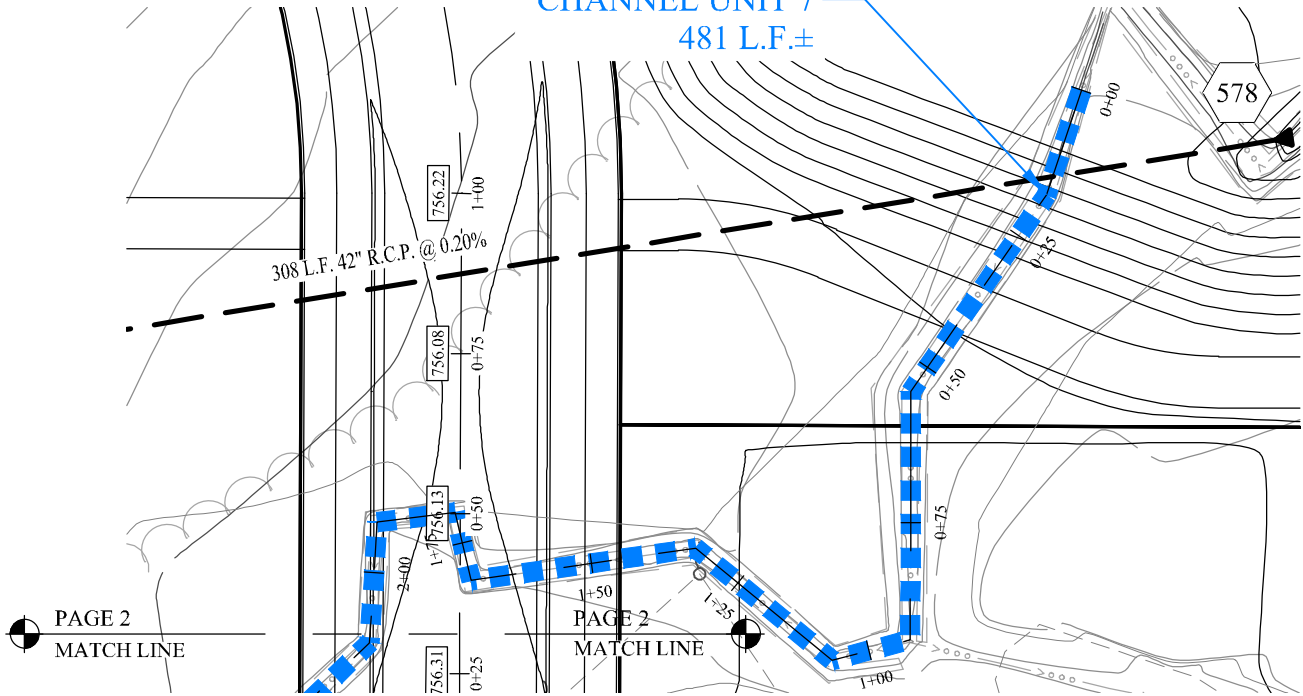 CHANNEL UNIT 7
481 L.F.±
578
0+00
756.22
1+00
0+25
308 L.F. 42" R.C.P. @ 0.20%
756.08
0+75
0+50
756.13
0+50
1+75
0+75
2+00
1+50
1+25
PAGE 2
MATCH LINE
PAGE 2
MATCH LINE
756.31
0+25
1+00